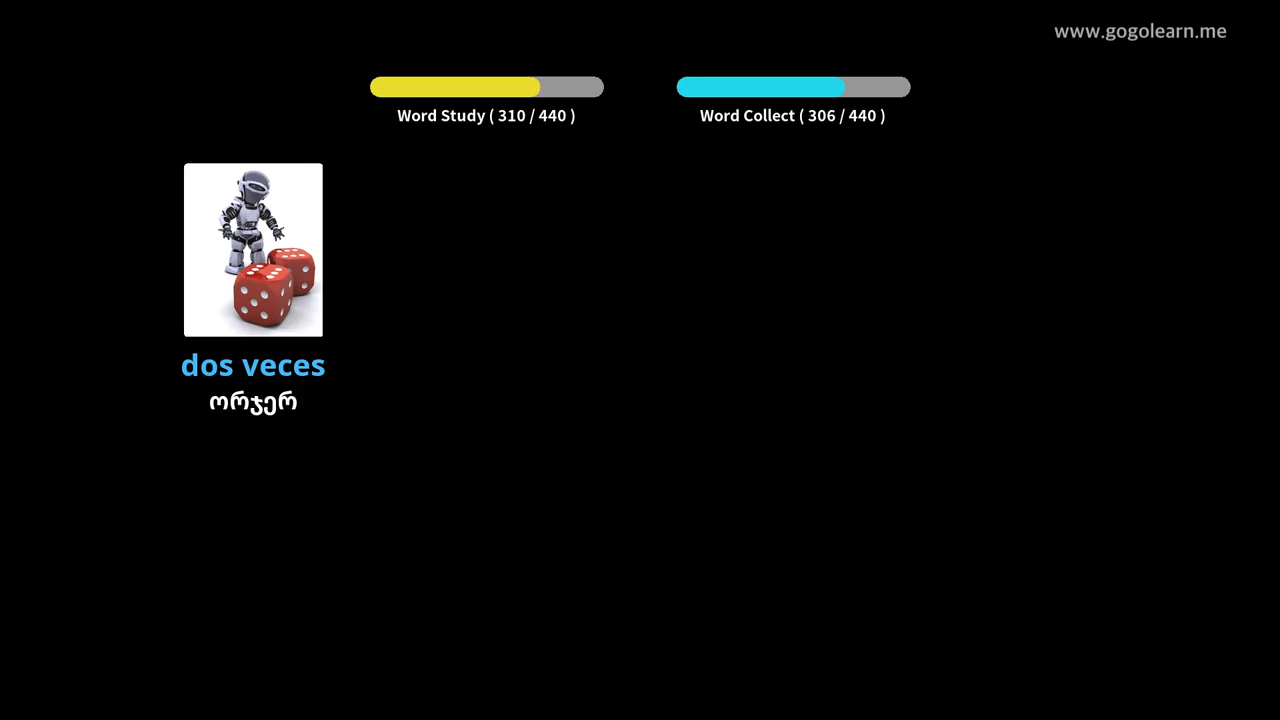 www.gogolearn.me
Word Study ( 310 / 440 )
Word Collect ( 306 / 440 )
dos veces
ორჯერ